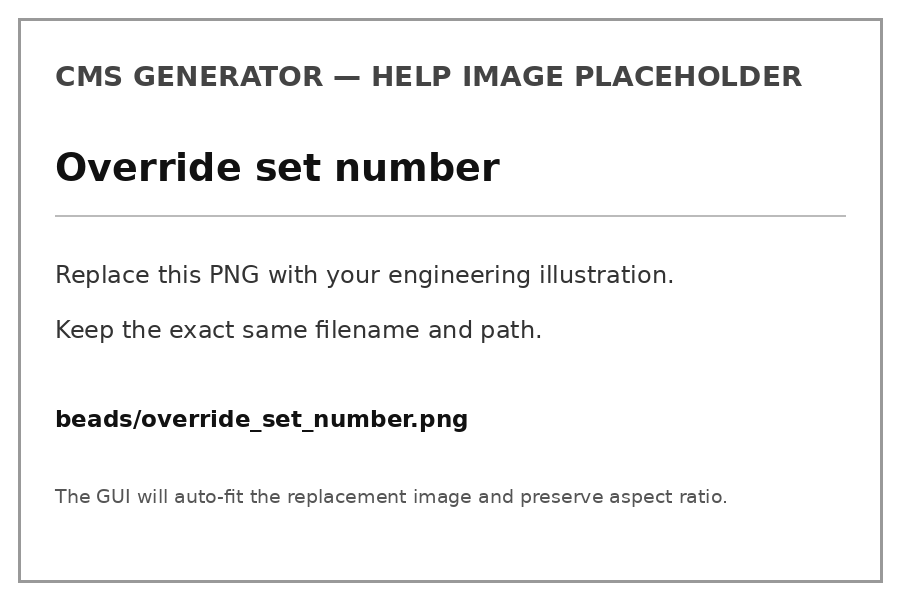 CMS GENERATOR — HELP IMAGE PLACEHOLDER
Override set number
Replace this PNG with your engineering illustration.
Keep the exact same filename and path.
beads/override_set_number.png
The GUI will auto-fit the replacement image and preserve aspect ratio.